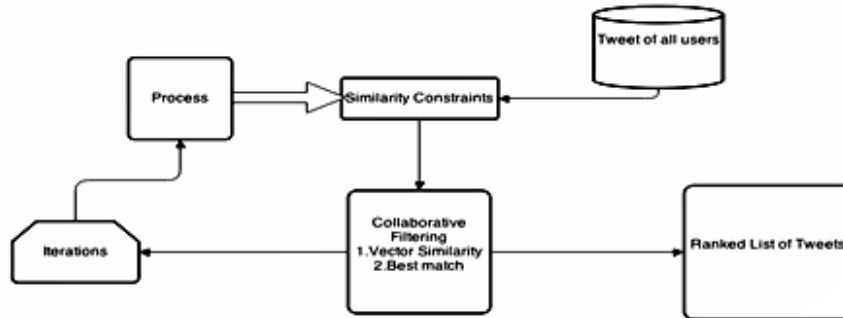 Tweet of all users
Process
Similarity Constraints
Collaborative
Filtering
1.Vector Similarity
2.Best match
Iterations
Ranked List of Tweets